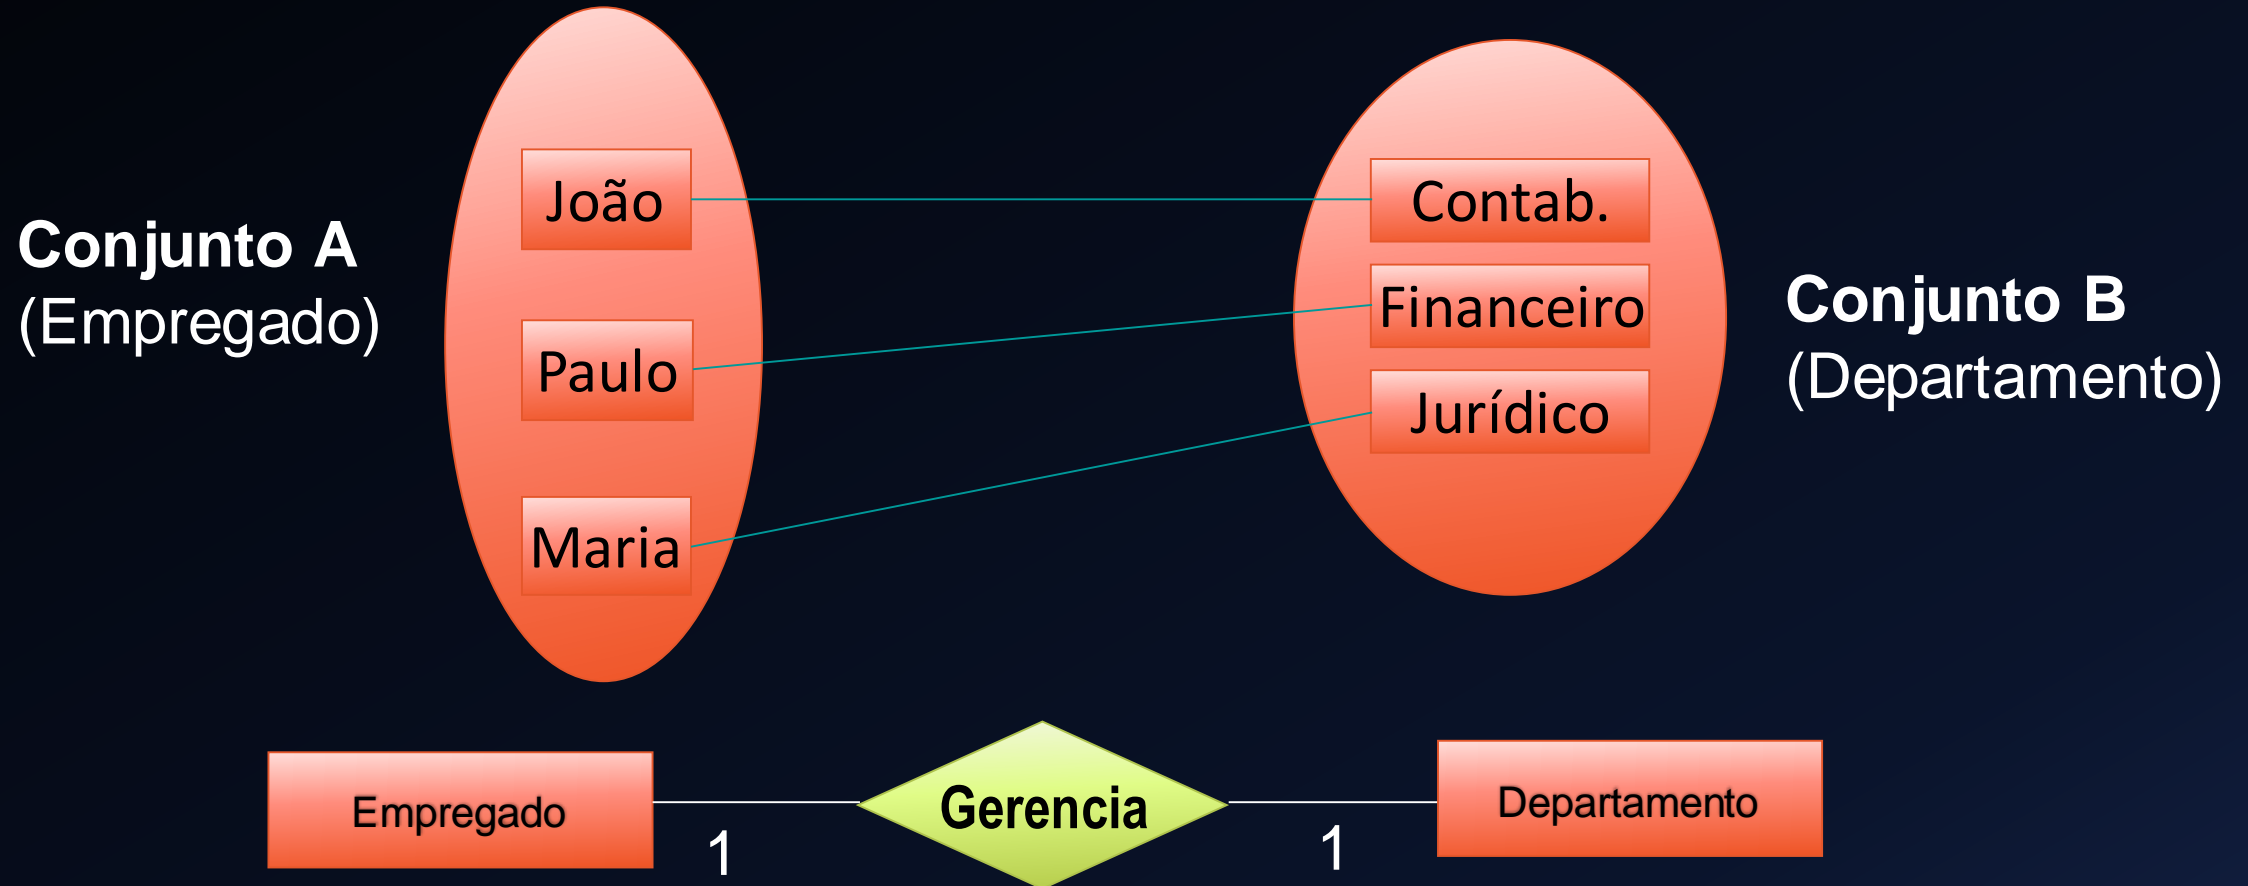 Conjunto A
(Empregado)
João
Paulo
Maria
Contab.
Financeiro
Jurídico
Conjunto B
(Departamento)
Empregado
1
Gerencia
1
Departamento